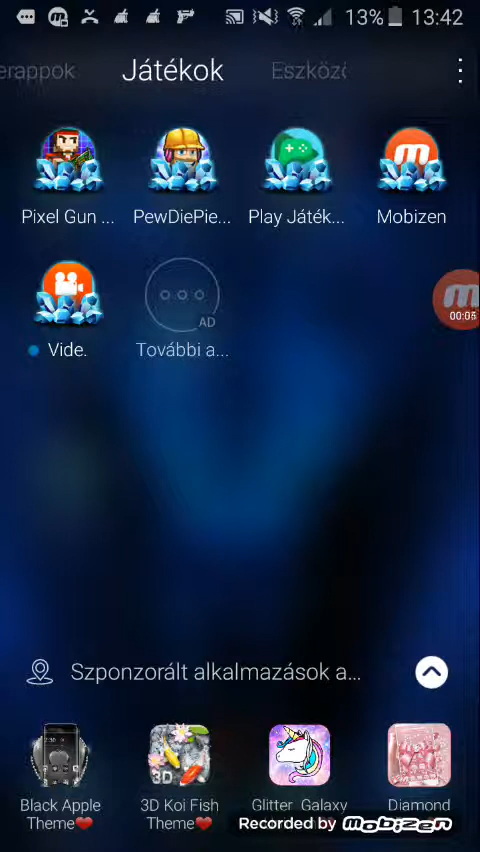 13% 13:42
erappok Játékok Eszközö
Pixel Gun ... PewDiePie... Play Játék... Mobizen
00:05
AD
Vide. További a...
Szponzorált alkalmazások a...
3D
Black Apple Theme❤ 3D Koi Fish Theme❤ Glitter Galaxy Diamond
Recorded by mobizen